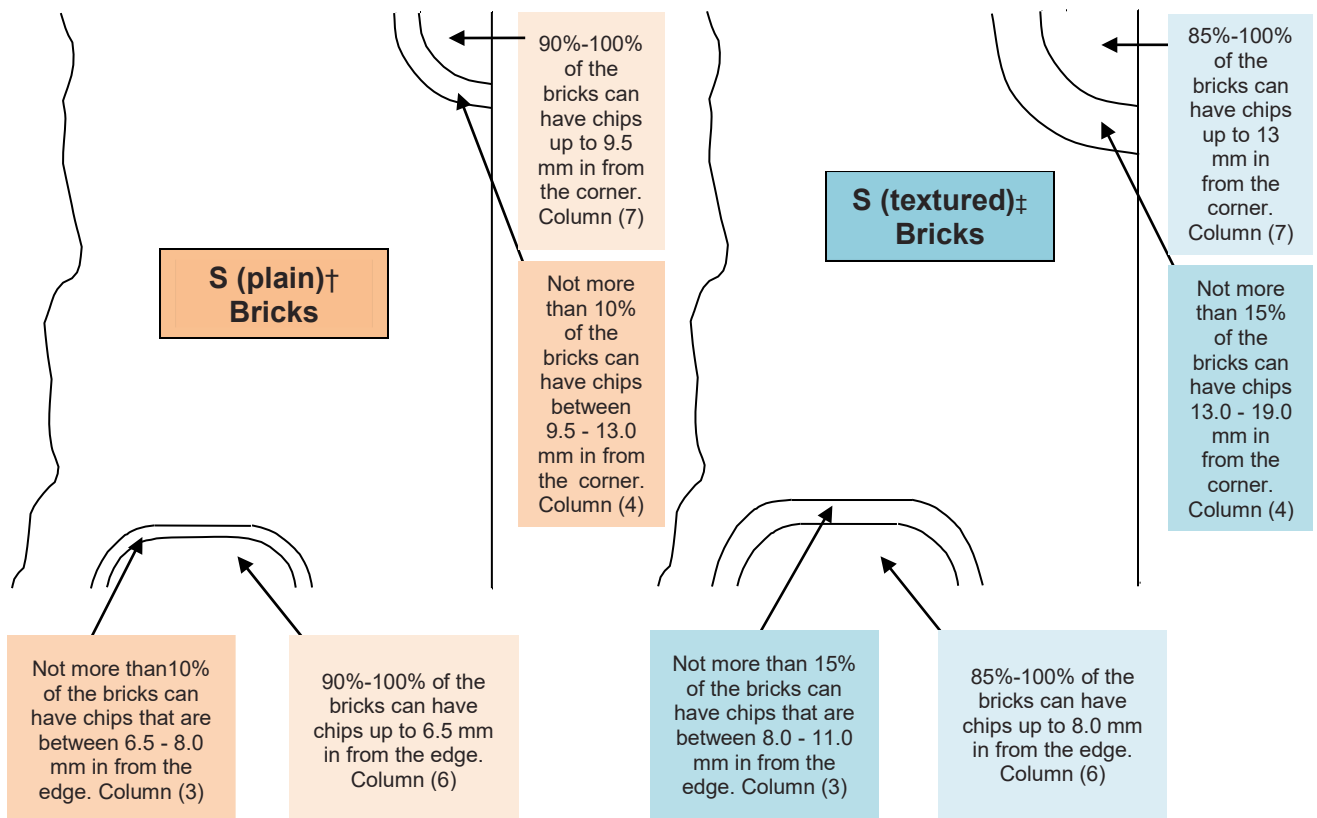 90%-100%
of the
bricks can
have chips
up to 9.5
mm in from
the corner.
Column (7)
S (plain)†
Bricks
Not more
than 10%
of the
bricks can
have chips
between
9.5 - 13.0
mm in from
the corner.
Column (4)
Not more than10%
of the bricks can
have chips that are
between 6.5 - 8.0
mm in from the
edge. Column (3)
90%-100% of the
bricks can have
chips up to 6.5 mm
in from the edge.
Column (6)
85%-100%
of the
bricks can
have chips
up to 13
mm in
from the
corner.
Column (7)
S (textured)‡
Bricks
Not more
than 15%
of the
bricks can
have chips
13.0 - 19.0
mm in
from the
corner.
Column (4)
Not more than 15%
of the bricks can
have chips that are
between 8.0 - 11.0
mm in from the
edge. Column (3)
85%-100% of the
bricks can have
chips up to 8.0 mm
in from the edge.
Column (6)